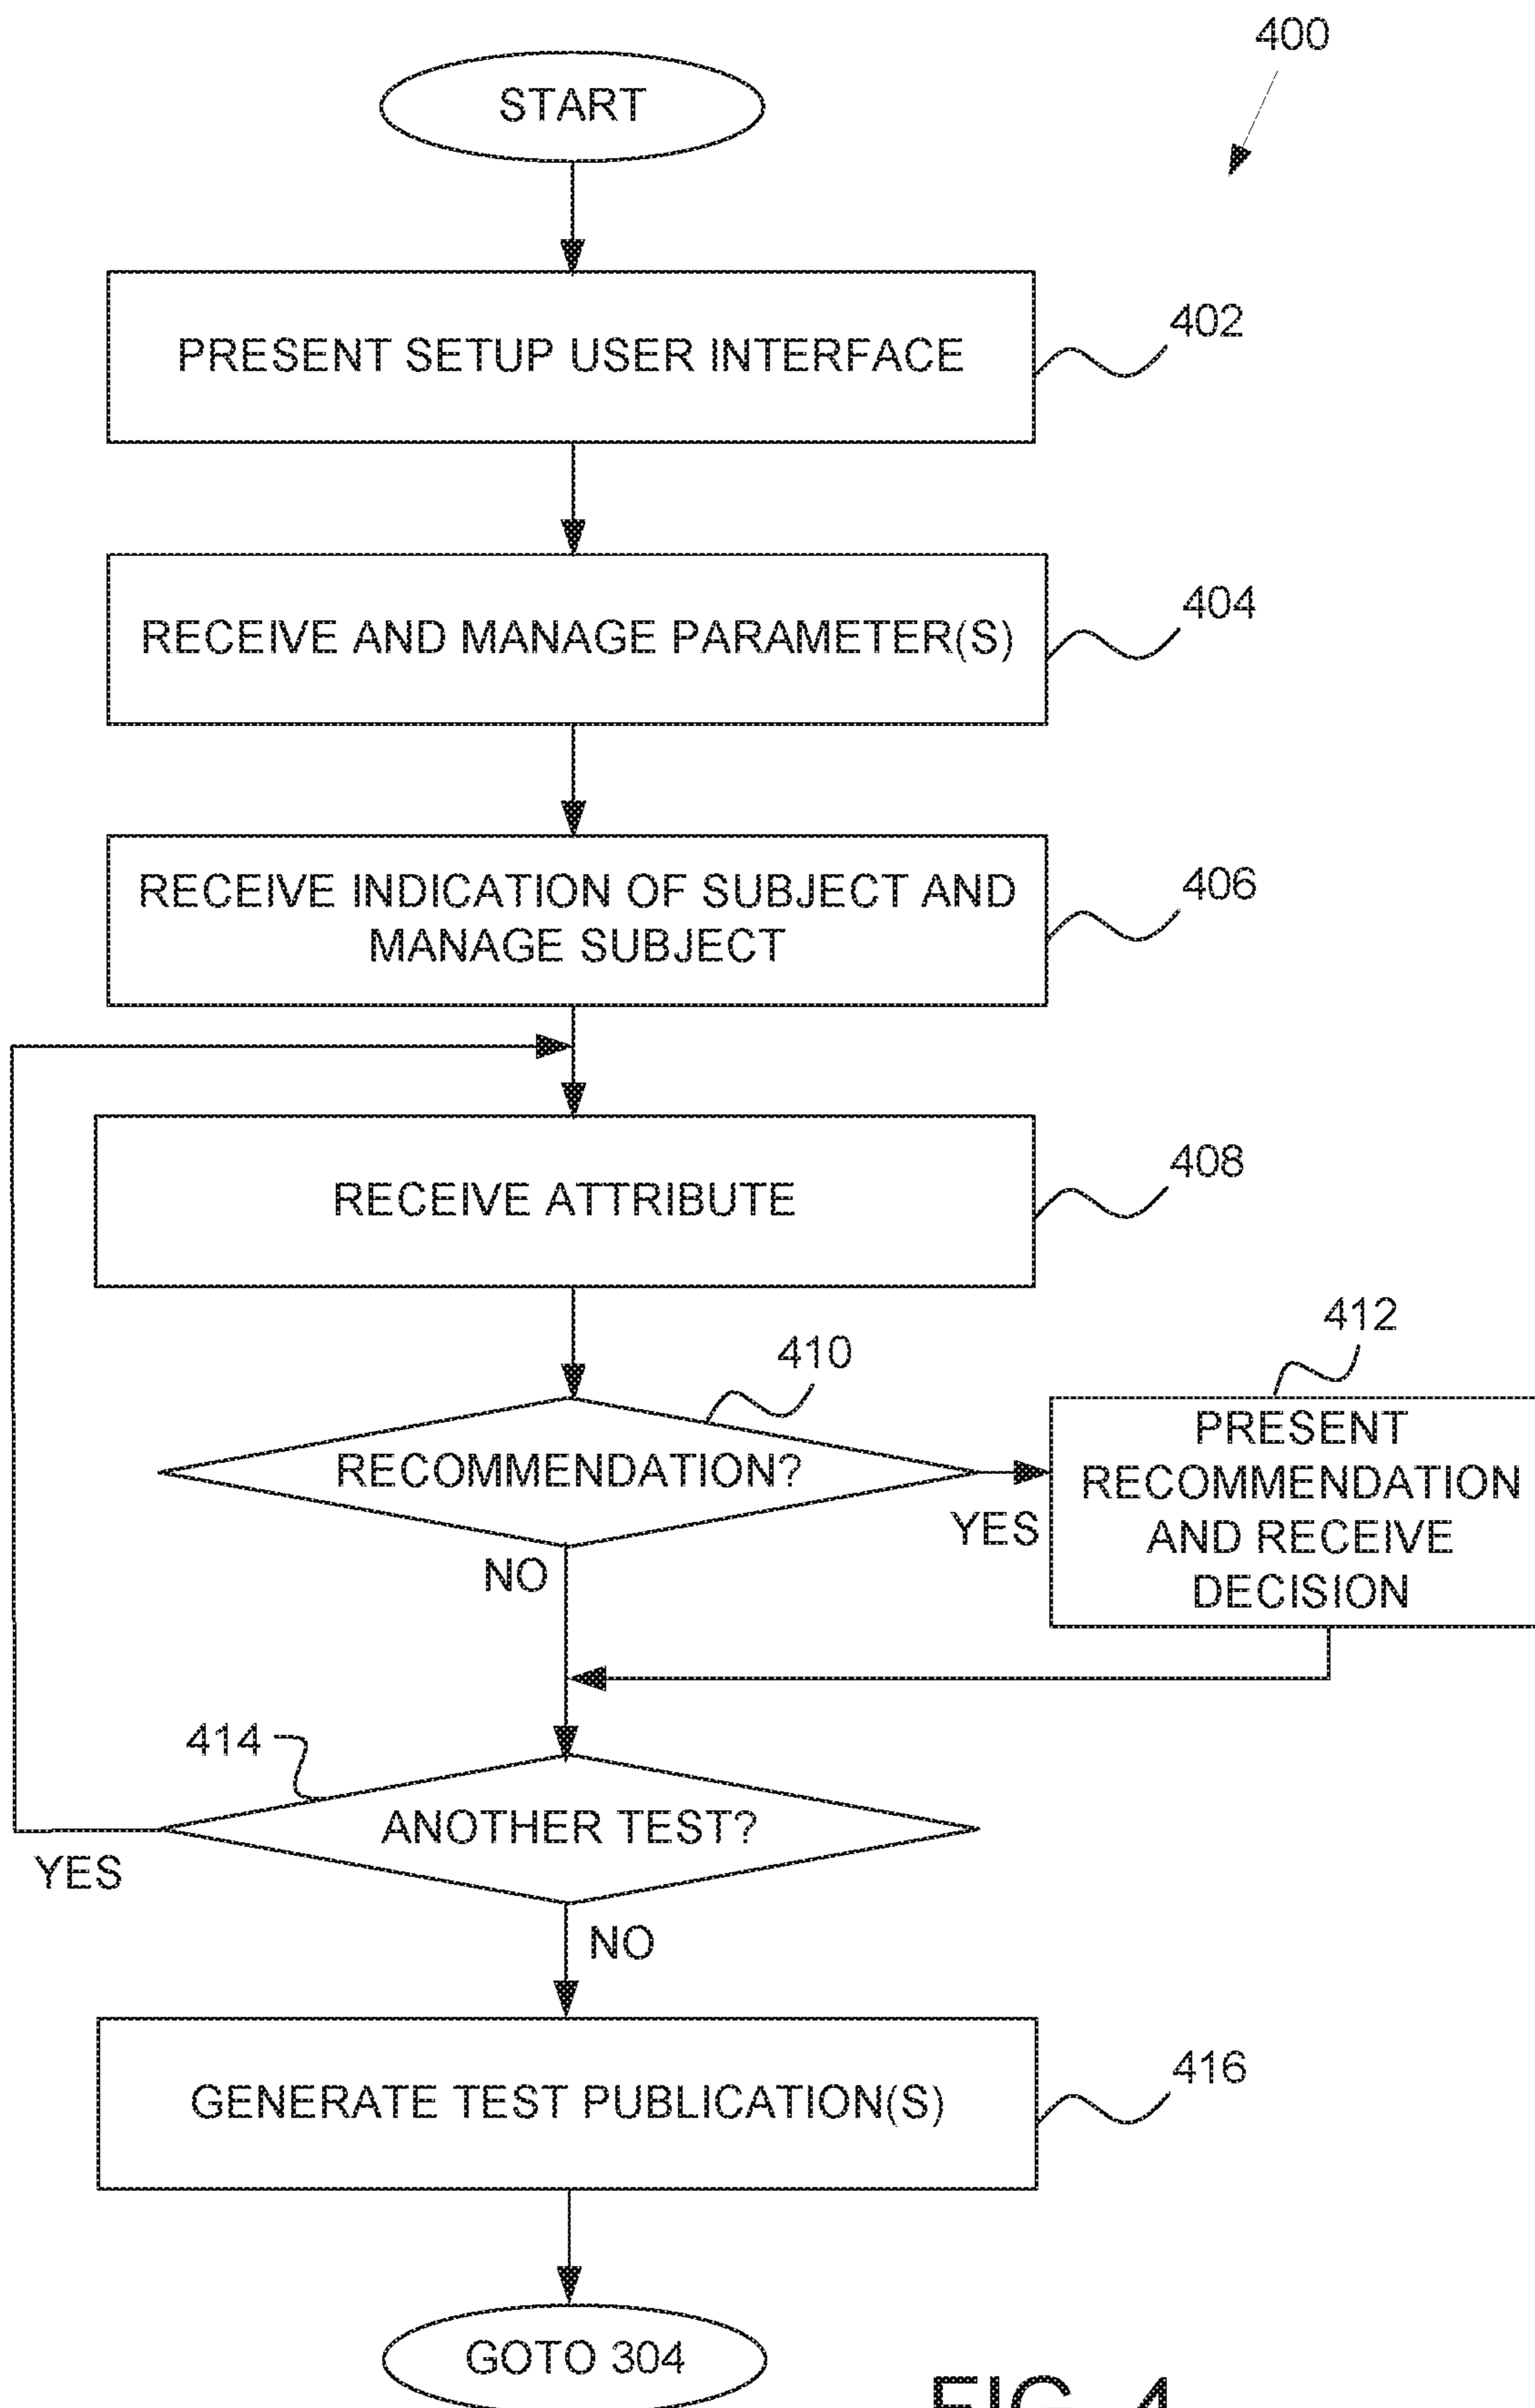 400
START
PRESENT SETUP USER INTERFACE
402
RECEIVE AND MANAGE PARAMETER(S)
404
RECEIVE INDICATION OF SUBJECT AND
MANAGE SUBJECT
406
RECEIVE ATTRIBUTE
408
410
RECOMMENDATION?
YES
NO
412
PRESENT
RECOMMENDATION
AND RECEIVE
DECISION
414
ANOTHER TEST?
YES
NO
GENERATE TEST PUBLICATION(S)
416
GOTO 304
FIG. 4